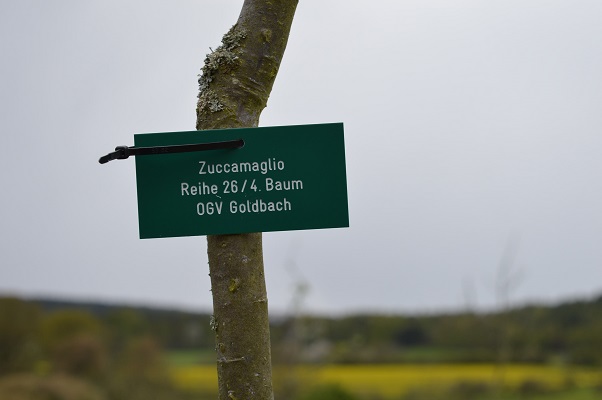 Zuccamaglio
Reihe 26/4. Baum
OGV Goldbach